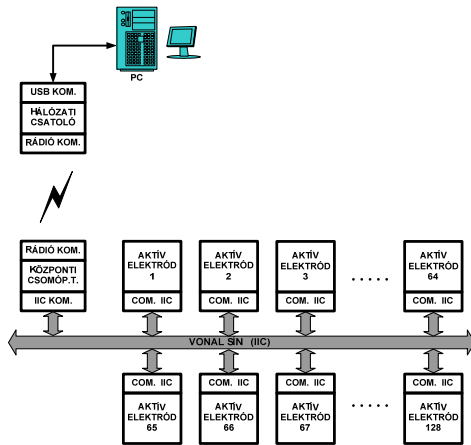 PC
USB KOM.
HÁLÓZATI
CSATOLÓ
RÁDIÓ KOM.
RÁDIÓ KOM.
KÖZPONTI
CSOMÓP.T.
IIC KOM.
AKTÍV
ELEKTRÓD
1
COM. IIC
AKTÍV
ELEKTRÓD
2
COM. IIC
AKTÍV
ELEKTRÓD
3
COM. IIC
. . . . .
AKTÍV
ELEKTRÓD
64
COM. IIC
VONAL SÍN (IIC)
COM. IIC
AKTÍV
ELEKTRÓD
65
COM. IIC
AKTÍV
ELEKTRÓD
66
COM. IIC
AKTÍV
ELEKTRÓD
67
. . . . .
COM. IIC
AKTÍV
ELEKTRÓD
128